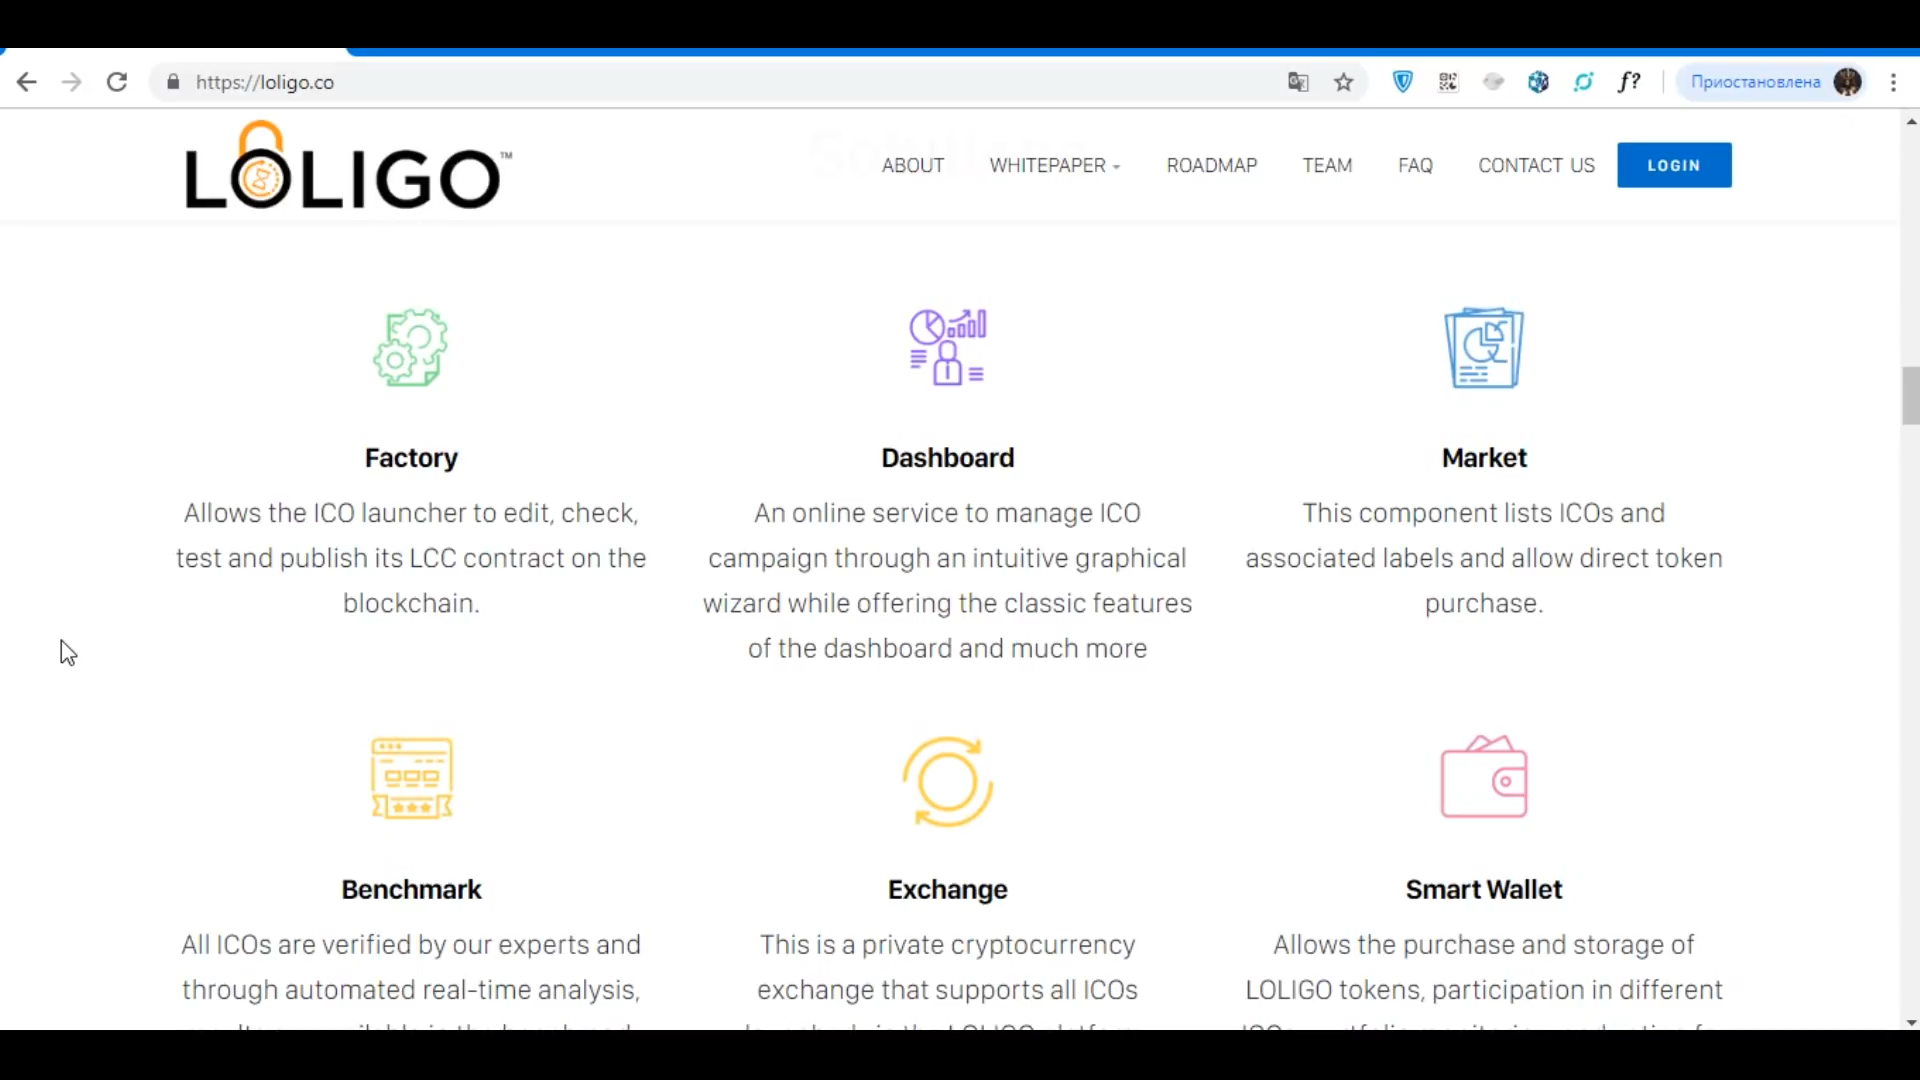 https://loligo.co
f?
Приостановлена
LOLIGO™
Solutions
ABOUT
WHITEPAPER
ROADMAP
TEAM
FAQ
CONTACT US
LOGIN
Factory
Allows the ICO launcher to edit, check,
test and publish its LCC contract on the
blockchain.
Dashboard
An online service to manage ICO
campaign through an intuitive graphical
wizard while offering the classic features
of the dashboard and much more
Market
This component lists ICOs and
associated labels and allow direct token
purchase.
Benchmark
All ICOs are verified by our experts and
through automated real-time analysis,
Exchange
This is a private cryptocurrency
exchange that supports all ICOs
Smart Wallet
Allows the purchase and storage of
LOLIGO tokens, participation in different